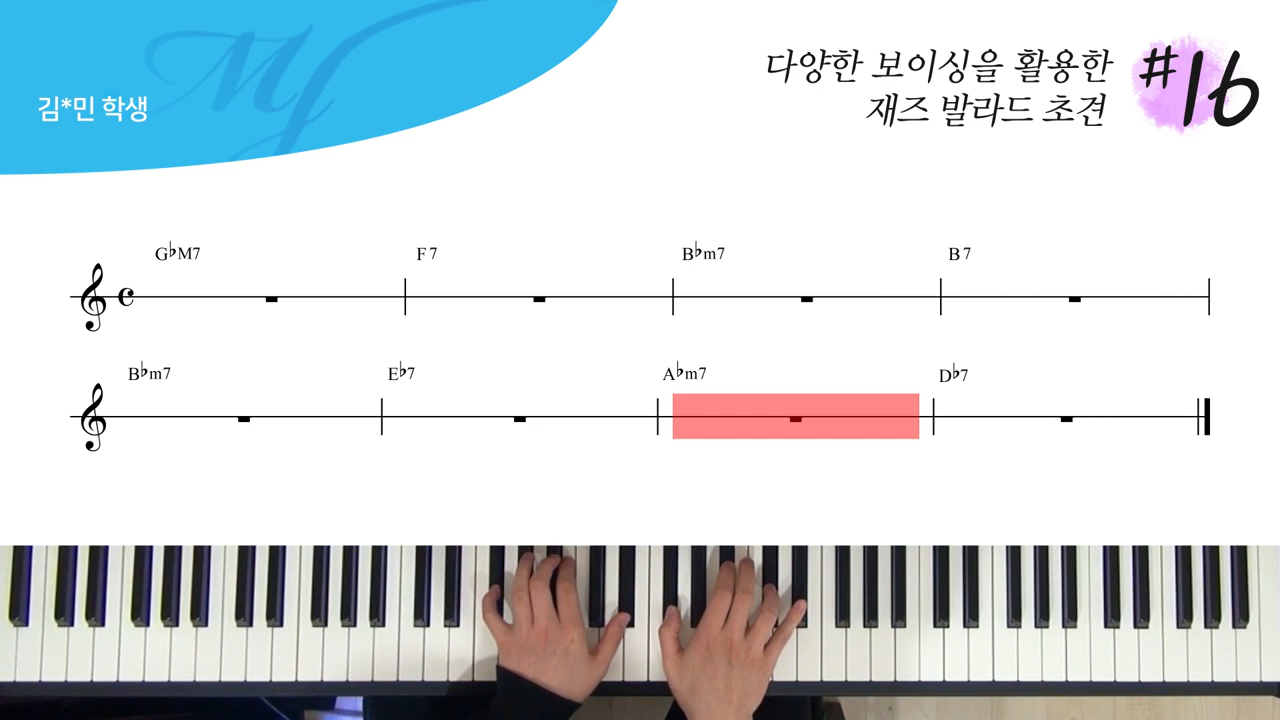 김*민 학생
다양한 보이싱을 활용한
재즈 발라드 초견
#16
G♭M7 F7 B♭m7 B7
B♭m7 E♭7 A♭m7 D♭7